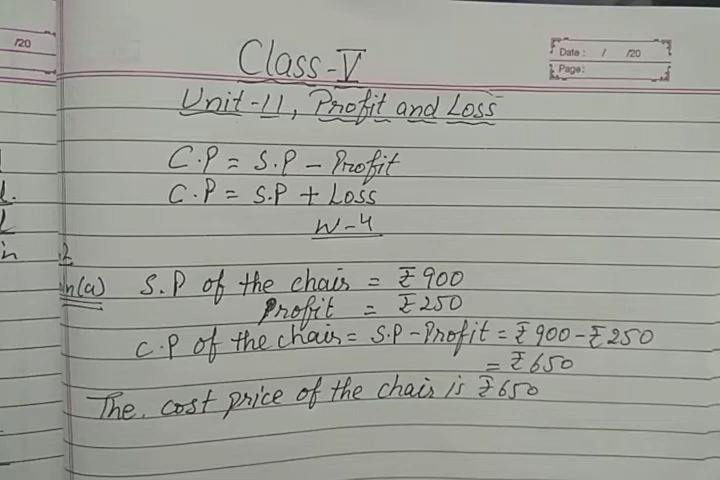 /20
Date : / /20
Page:
Class-V
Unit-11, Profit and Loss
C.P = S.P - Profit
C.P = S.P + Loss
W-4
(a) S.P of the chair = ₹900
Profit = ₹250
C.P of the chair = S.P-Profit = ₹900-₹250
= ₹650
The cost price of the chair is ₹650